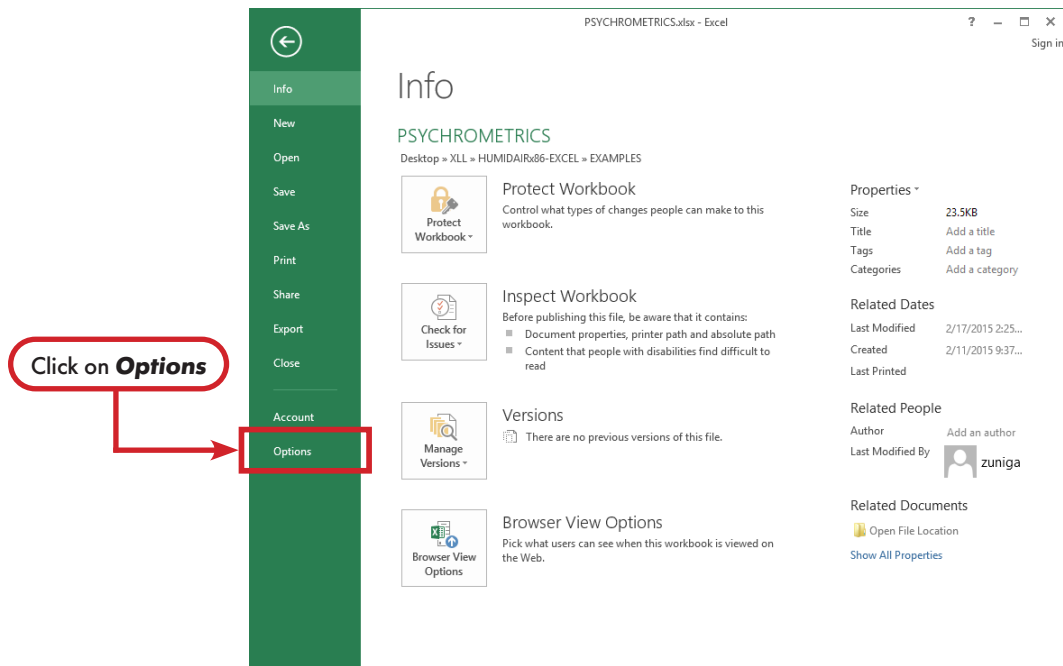 PSYCHROMETRICS.xlsx - Excel
?
Sign in
Info
New
Open
Save
Save As
Print
Share
Export
Close
Account
Options
Click on Options
Info
PSYCHROMETRICS
Desktop » XLL » HUMIDAIRx86-EXCEL » EXAMPLES
Protect
Workbook
Protect Workbook
Control what types of changes people can make to this
workbook.
Check for
Issues
Inspect Workbook
Before publishing this file, be aware that it contains:
Document properties, printer path and absolute path
Content that people with disabilities find difficult to
read
Manage
Versions
Versions
There are no previous versions of this file.
Browser View
Options
Browser View Options
Pick what users can see when this workbook is viewed on
the Web.
Properties
Size 23.5KB
Title Add a title
Tags Add a tag
Categories Add a category
Related Dates
Last Modified 2/17/2015 2:25...
Created 2/11/2015 9:37...
Last Printed
Related People
Author Add an author
Last Modified By zuniga
Related Documents
Open File Location
Show All Properties